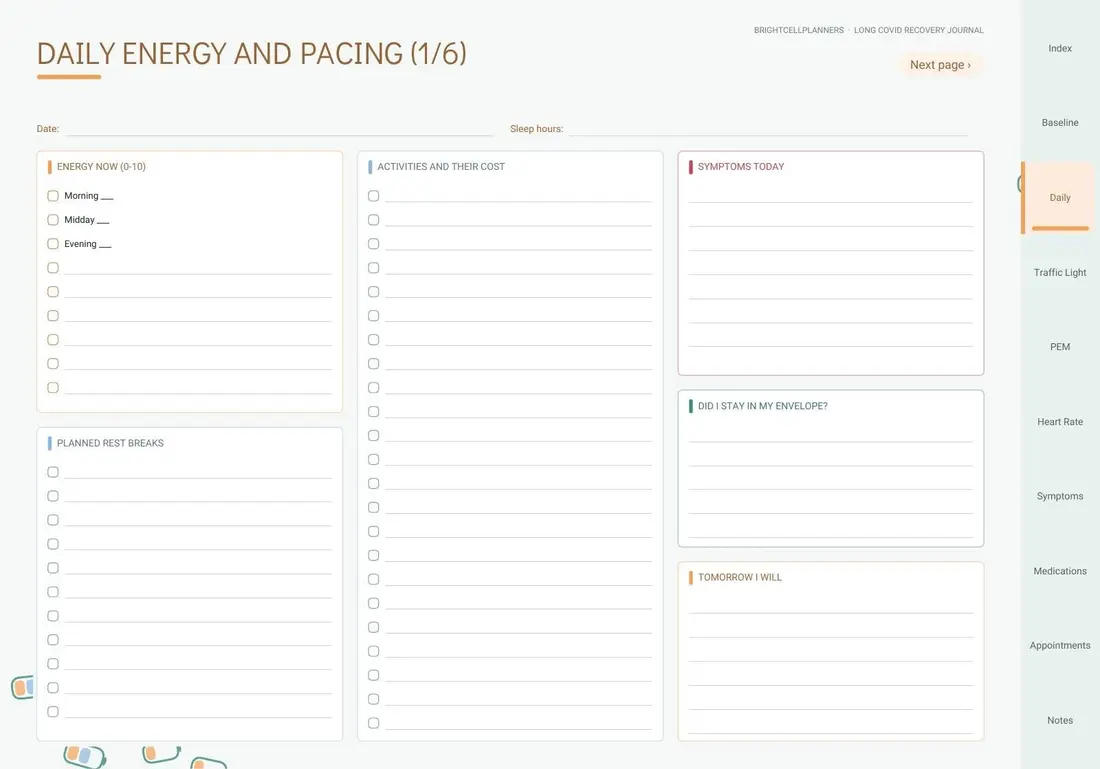 BRIGHTCELLPLANNERS · LONG COVID RECOVERY JOURNAL
DAILY ENERGY AND PACING (1/6)
Next page ›
Date:
Sleep hours:
ENERGY NOW (0-10)
Morning ___
Midday ___
Evening ___
PLANNED REST BREAKS
ACTIVITIES AND THEIR COST
SYMPTOMS TODAY
DID I STAY IN MY ENVELOPE?
TOMORROW I WILL
Index
Baseline
Daily
Traffic Light
PEM
Heart Rate
Symptoms
Medications
Appointments
Notes